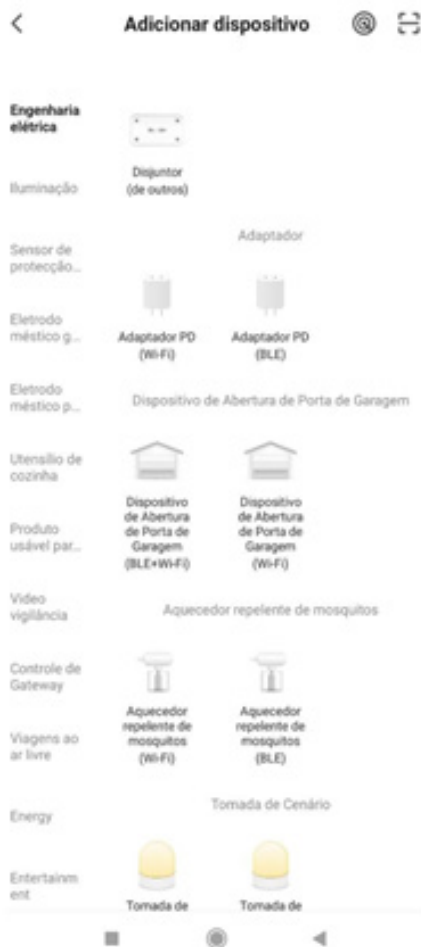 Adicionar dispositivo
Engenharia
elétrica
Iluminação
Sensor de
protecção...
Eletrodo
méstico g...
Eletrodo
méstico p...
Utensílio de
cozinha
Produto
usável par...
Video
vigilância
Controle de
Gateway
Viagens ao
ar livre
Energy
Entertainm
ent
Disjuntor
(de outros)
Adaptador
Adaptador PD
(Wi-Fi)
Adaptador PD
(BLE)
Dispositivo de Abertura de Porta de Garagem
Dispositivo
de Abertura
de Porta de
Garagem
(BLE+Wi-Fi)
Dispositivo
de Abertura
de Porta de
Garagem
(Wi-Fi)
Aquecedor repelente de mosquitos
Aquecedor
repelente de
mosquitos
(Wi-Fi)
Aquecedor
repelente de
mosquitos
(BLE)
Tomada de Cenário
Tomada de
Tomada de